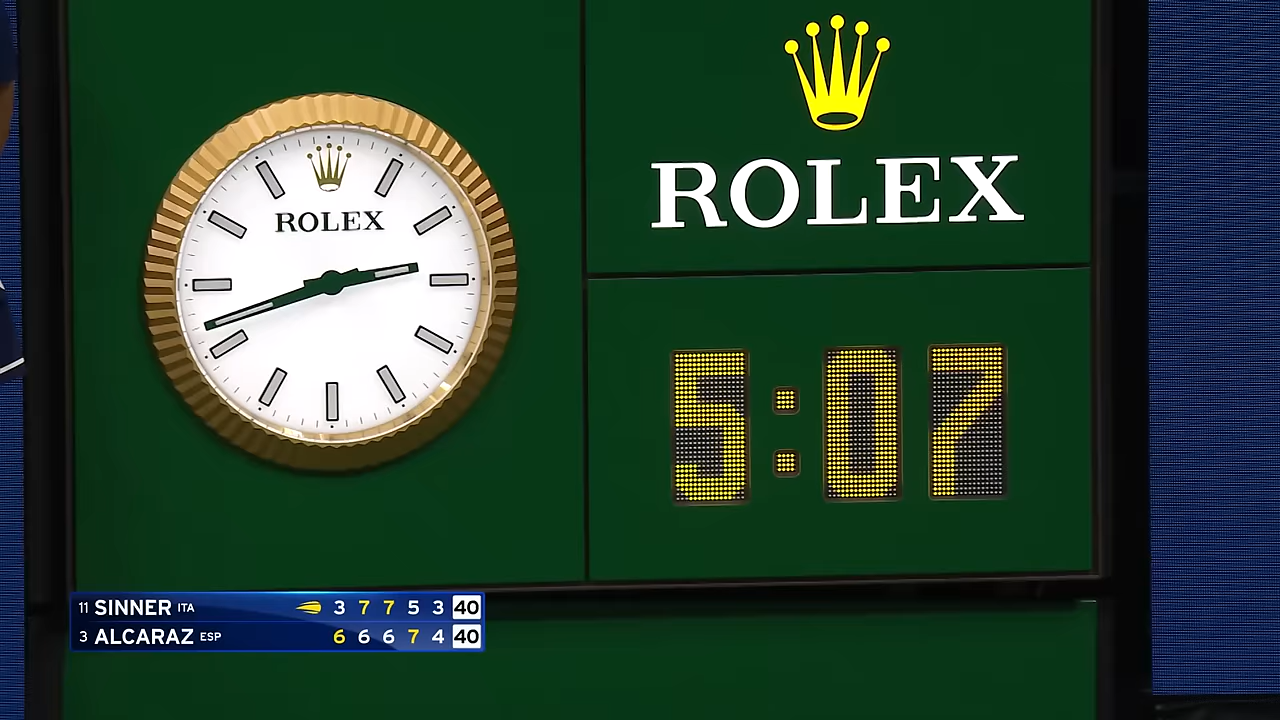 ROLEX
ROLEX
5:07
11 SINNER ITA 3 7 7 5 3 40
3 ALCARAZ ESP 6 6 6 7 4 40